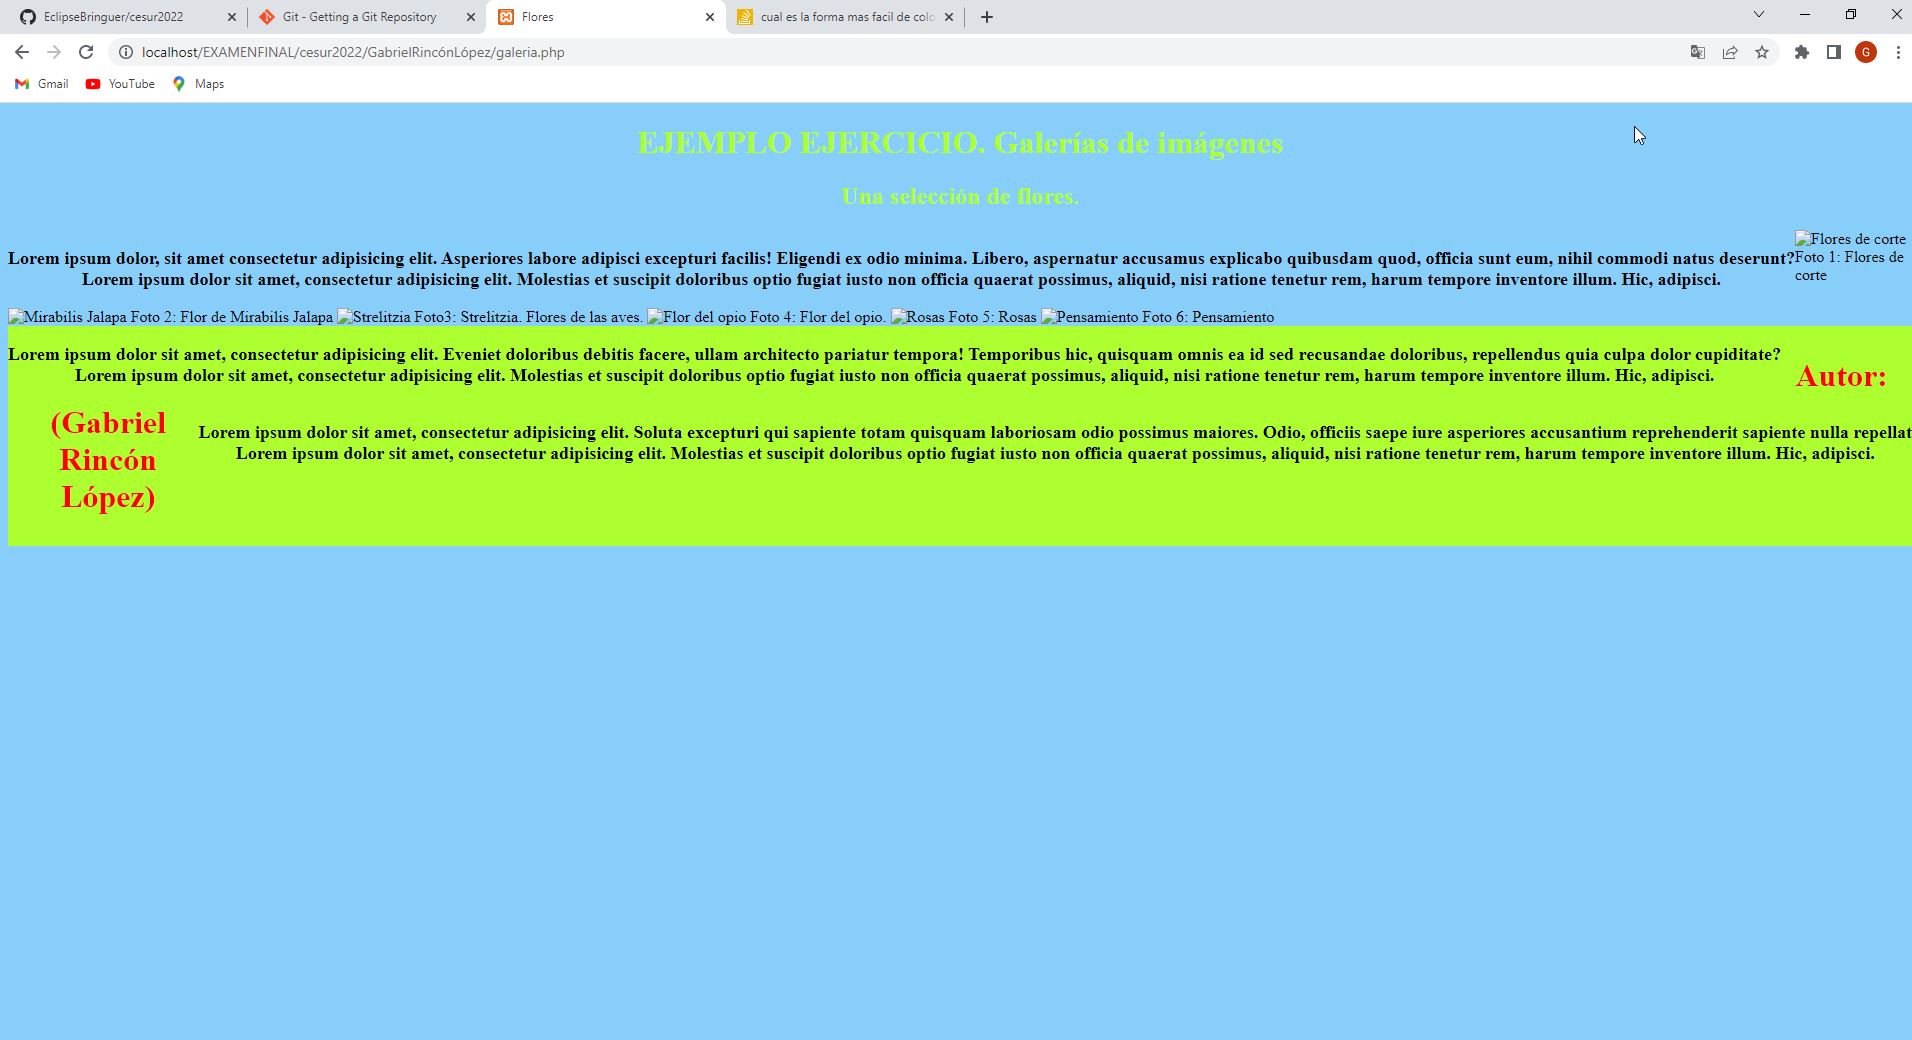 EclipseBringuer/cesur2022
Git - Getting a Git Repository
Flores
cual es la forma mas facil de colo
localhost/EXAMENFINAL/cesur2022/GabrielRincónLópez/galeria.php
G
Gmail
YouTube
Maps
EJEMPLO EJERCICIO. Galerías de imágenes
Una selección de flores.
Lorem ipsum dolor, sit amet consectetur adipisicing elit. Asperiores labore adipisci excepturi facilis! Eligendi ex odio minima. Libero, aspernatur accusamus explicabo quibusdam quod, officia sunt eum, nihil commodi natus deserunt?
Lorem ipsum dolor sit amet, consectetur adipisicing elit. Molestias et suscipit doloribus optio fugiat iusto non officia quaerat possimus, aliquid, nisi ratione tenetur rem, harum tempore inventore illum. Hic, adipisci.
Flores de corte
Foto 1: Flores de
corte
Mirabilis Jalapa Foto 2: Flor de Mirabilis Jalapa Strelitzia Foto3: Strelitzia. Flores de las aves. Flor del opio Foto 4: Flor del opio. Rosas Foto 5: Rosas Pensamiento Foto 6: Pensamiento
Lorem ipsum dolor sit amet, consectetur adipisicing elit. Eveniet doloribus debitis facere, ullam architecto pariatur tempora! Temporibus hic, quisquam omnis ea id sed recusandae doloribus, repellendus quia culpa dolor cupiditate?
Lorem ipsum dolor sit amet, consectetur adipisicing elit. Molestias et suscipit doloribus optio fugiat iusto non officia quaerat possimus, aliquid, nisi ratione tenetur rem, harum tempore inventore illum. Hic, adipisci.
Autor:
(Gabriel
Rincón
López)
Lorem ipsum dolor sit amet, consectetur adipisicing elit. Soluta excepturi qui sapiente totam quisquam laboriosam odio possimus maiores. Odio, officiis saepe iure asperiores accusantium reprehenderit sapiente nulla repellat
Lorem ipsum dolor sit amet, consectetur adipisicing elit. Molestias et suscipit doloribus optio fugiat iusto non officia quaerat possimus, aliquid, nisi ratione tenetur rem, harum tempore inventore illum. Hic, adipisci.